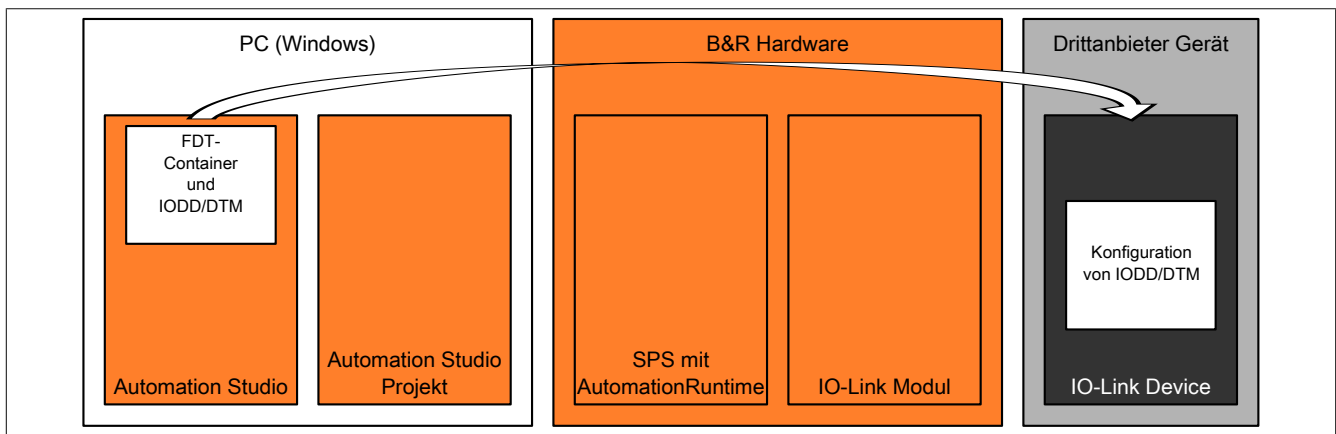 PC (Windows)
B&R Hardware
Drittanbieter Gerät
FDT-
Container
und
IODD/DTM
Konfiguration
von IODD/DTM
Automation Studio
Automation Studio
Projekt
SPS mit
AutomationRuntime
IO-Link Modul
IO-Link Device